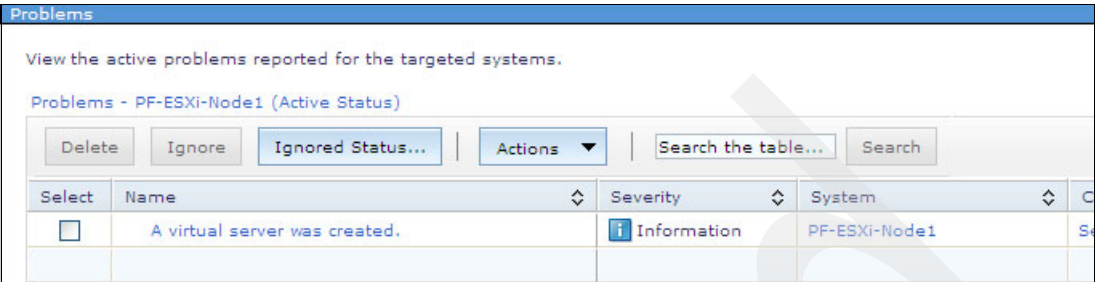 Problems
View the active problems reported for the targeted systems.
Problems - PF-ESXi-Node1 (Active Status)
Delete Ignore Ignored Status... Actions Search the table... Search
Select Name Severity System
A virtual server was created. Information PF-ESXi-Node1